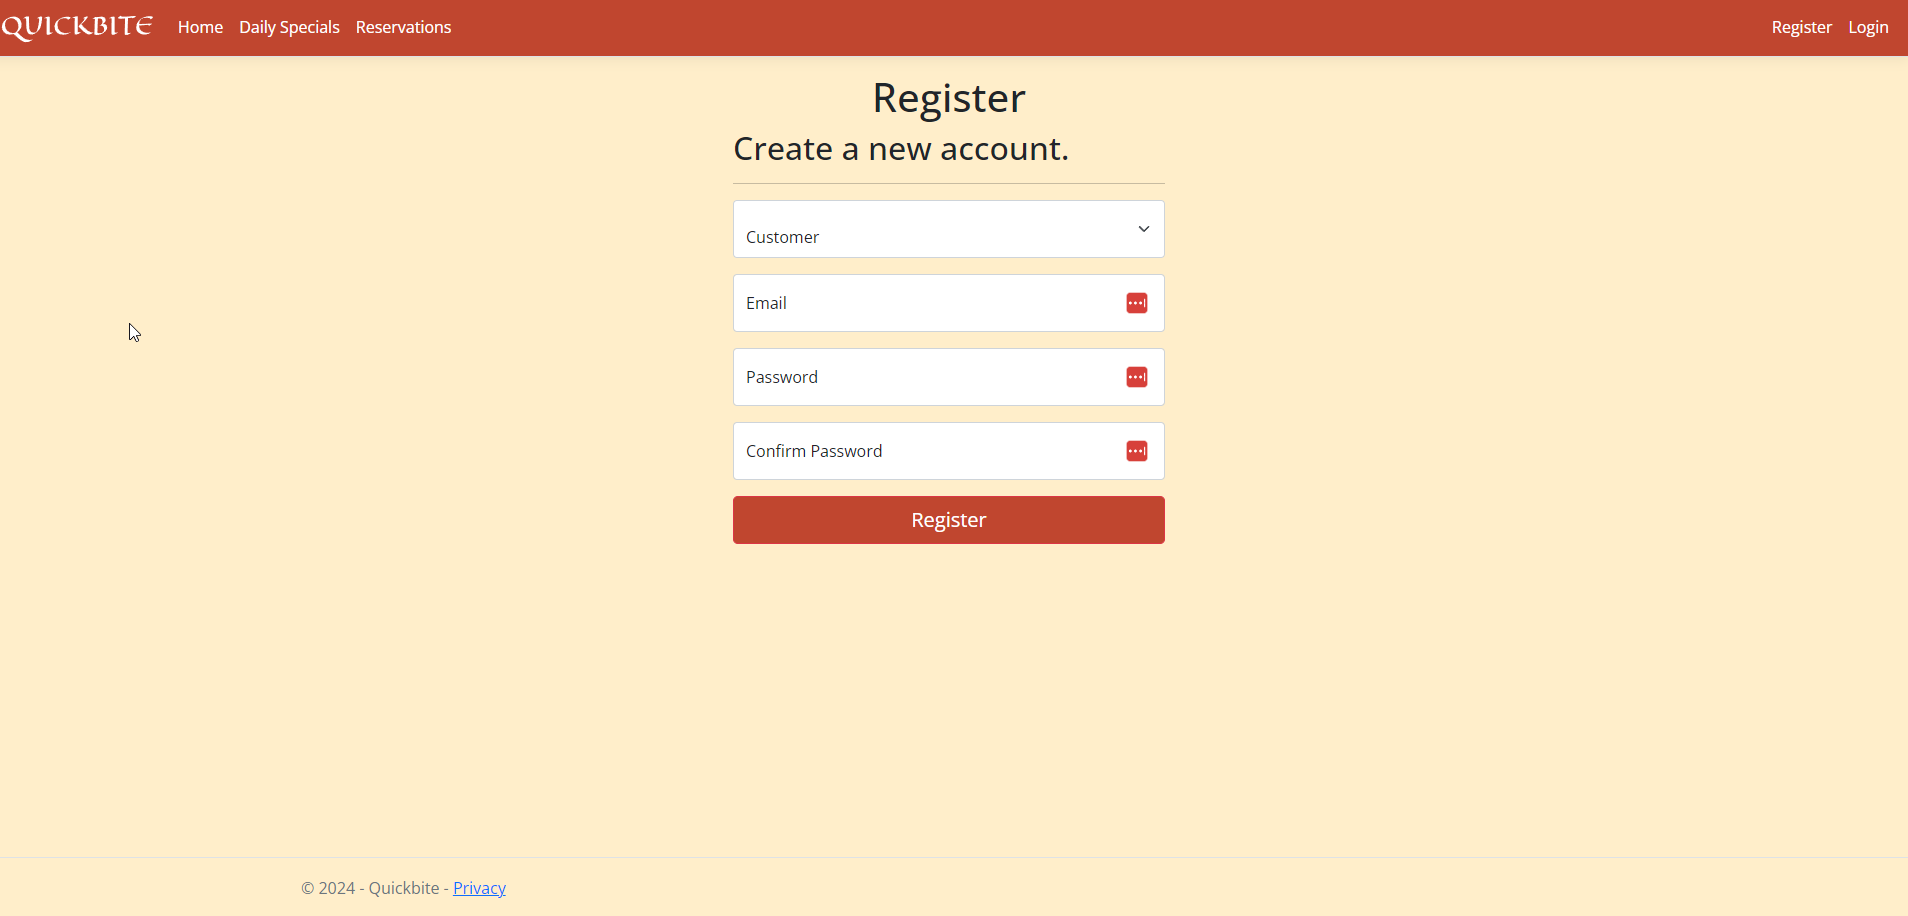 QUICKBITE Home Daily Specials Reservations Register Login
Register
Create a new account.
Customer
Email
Password
Confirm Password
Register
© 2024 - Quickbite - Privacy